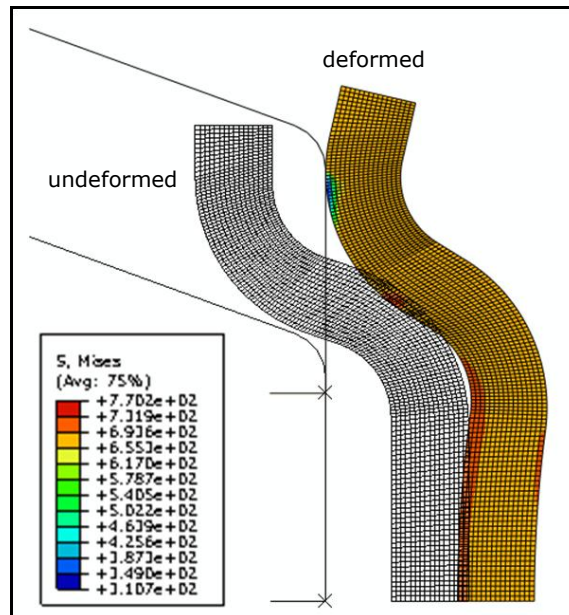 deformed
undeformed
S, Mises
(Avg: 75%)
+7.702e+02
+7.319e+02
+6.936e+02
+6.553e+02
+6.170e+02
+5.787e+02
+5.405e+02
+5.022e+02
+4.639e+02
+4.256e+02
+3.873e+02
+3.490e+02
+3.107e+02